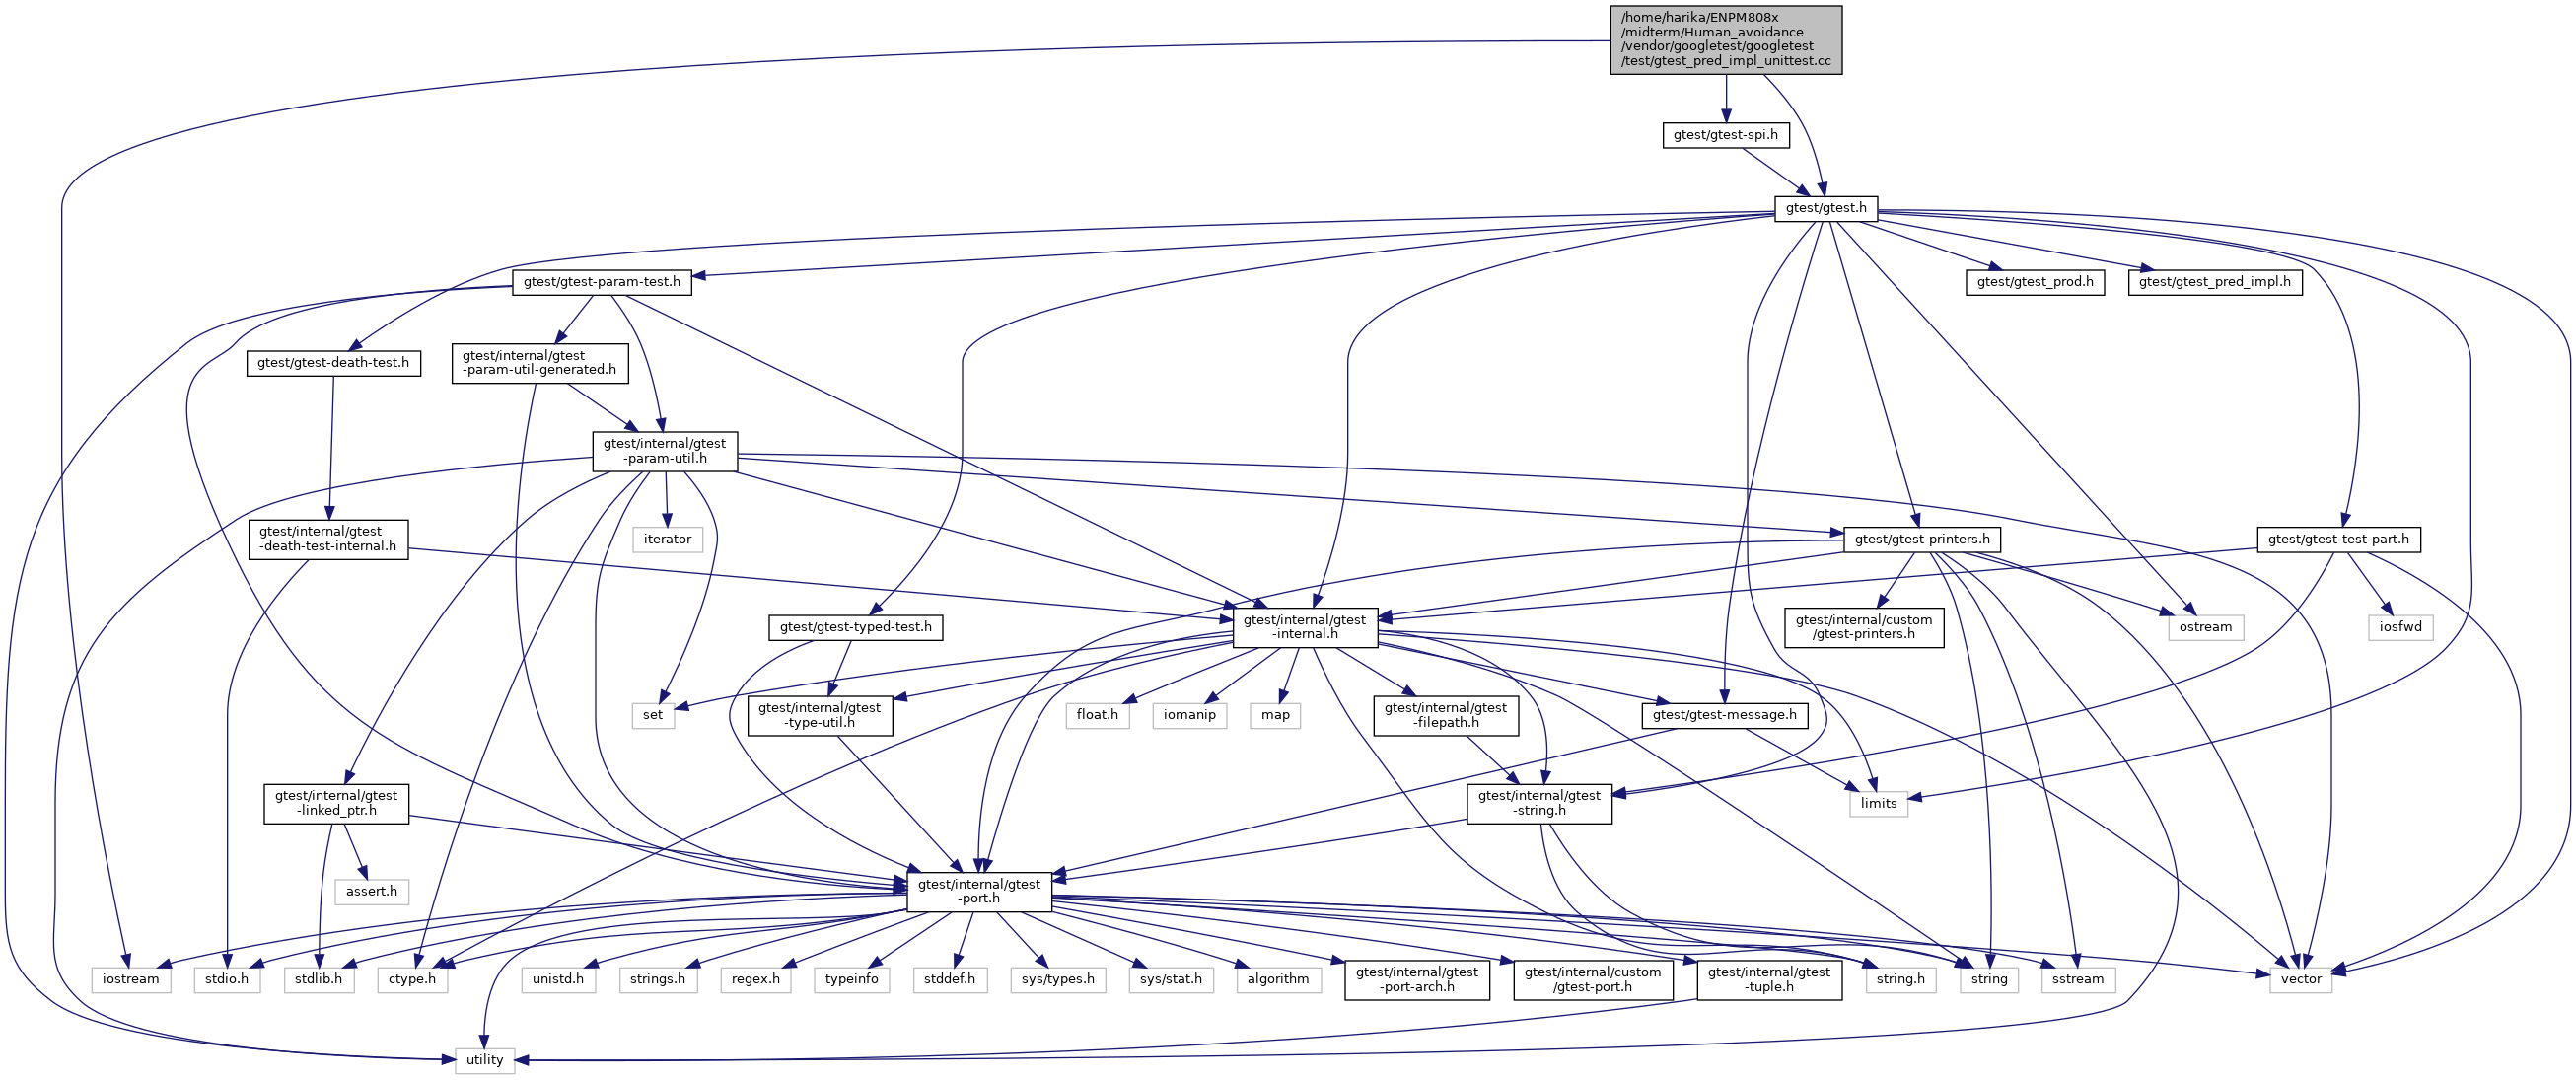 /home/harika/ENPM808x
/midterm/Human_avoidance
/vendor/googletest/googletest
/test/gtest_pred_impl_unittest.cc
gtest/gtest-spi.h
gtest/gtest.h
gtest/gtest-param-test.h
gtest/gtest_prod.h
gtest/gtest_pred_impl.h
gtest/gtest-death-test.h
gtest/internal/gtest
-param-util-generated.h
gtest/internal/gtest
-param-util.h
gtest/internal/gtest
-death-test-internal.h
iterator
gtest/gtest-printers.h
gtest/gtest-test-part.h
gtest/gtest-typed-test.h
gtest/internal/gtest
-internal.h
gtest/internal/custom
/gtest-printers.h
ostream
iosfwd
set
gtest/internal/gtest
-type-util.h
float.h
iomanip
map
gtest/internal/gtest
-filepath.h
gtest/gtest-message.h
gtest/internal/gtest
-linked_ptr.h
gtest/internal/gtest
-string.h
limits
assert.h
gtest/internal/gtest
-port.h
iostream
stdio.h
stdlib.h
ctype.h
unistd.h
strings.h
regex.h
typeinfo
stddef.h
sys/types.h
sys/stat.h
algorithm
gtest/internal/gtest
-port-arch.h
gtest/internal/custom
/gtest-port.h
gtest/internal/gtest
-tuple.h
string.h
string
sstream
vector
utility